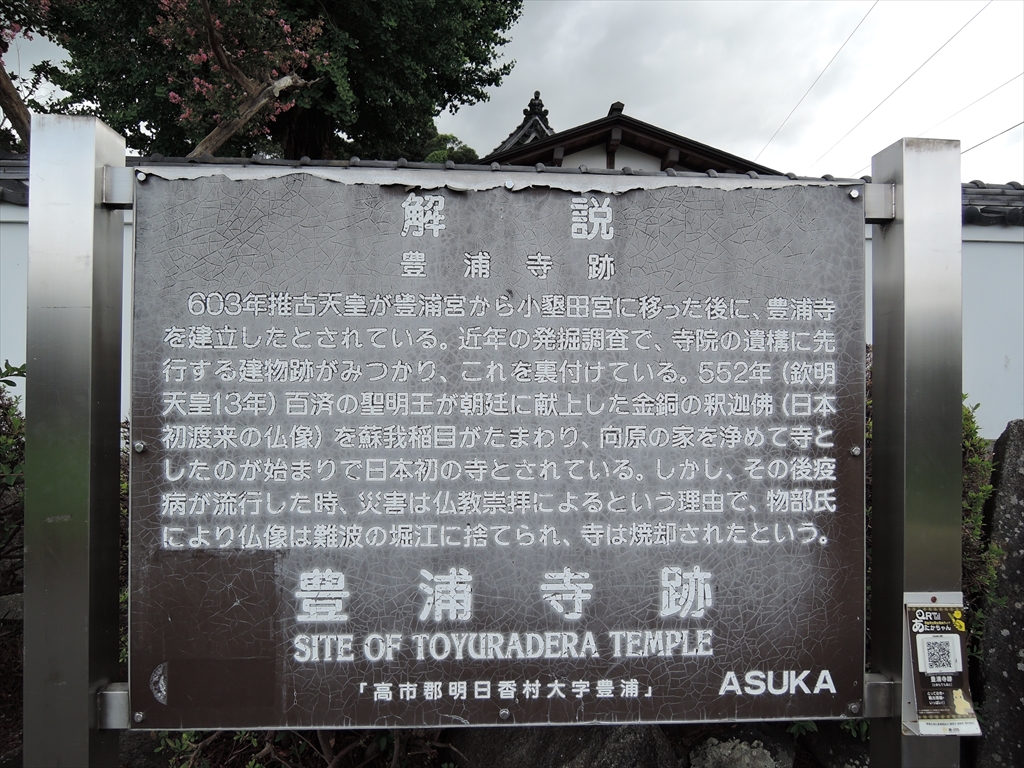 解説
豊浦寺跡
603年推古天皇が豊浦宮から小墾田宮に移った後に、豊浦寺
を建立したとされている。近年の発掘調査で、寺院の遺構に先
行する建物跡がみつかり、これを裏付けている。552年(欽明
天皇13年)百済の聖明王が朝廷に献上した金銅の釈迦佛(日本
初渡来の仏像)を蘇我稲目がたまわり、向原の家を浄めて寺と
したのが始まりで日本初の寺とされている。しかし、その後疫
病が流行した時、災害は仏教崇拝によるという理由で、物部氏
により仏像は難波の堀江に捨てられ、寺は焼却されたという。
豊浦寺跡
SITE OF TOYURADERA TEMPLE
「高市郡明日香村大字豊浦」
ASUKA
QRTri
あたかちゃん
豊浦寺跡